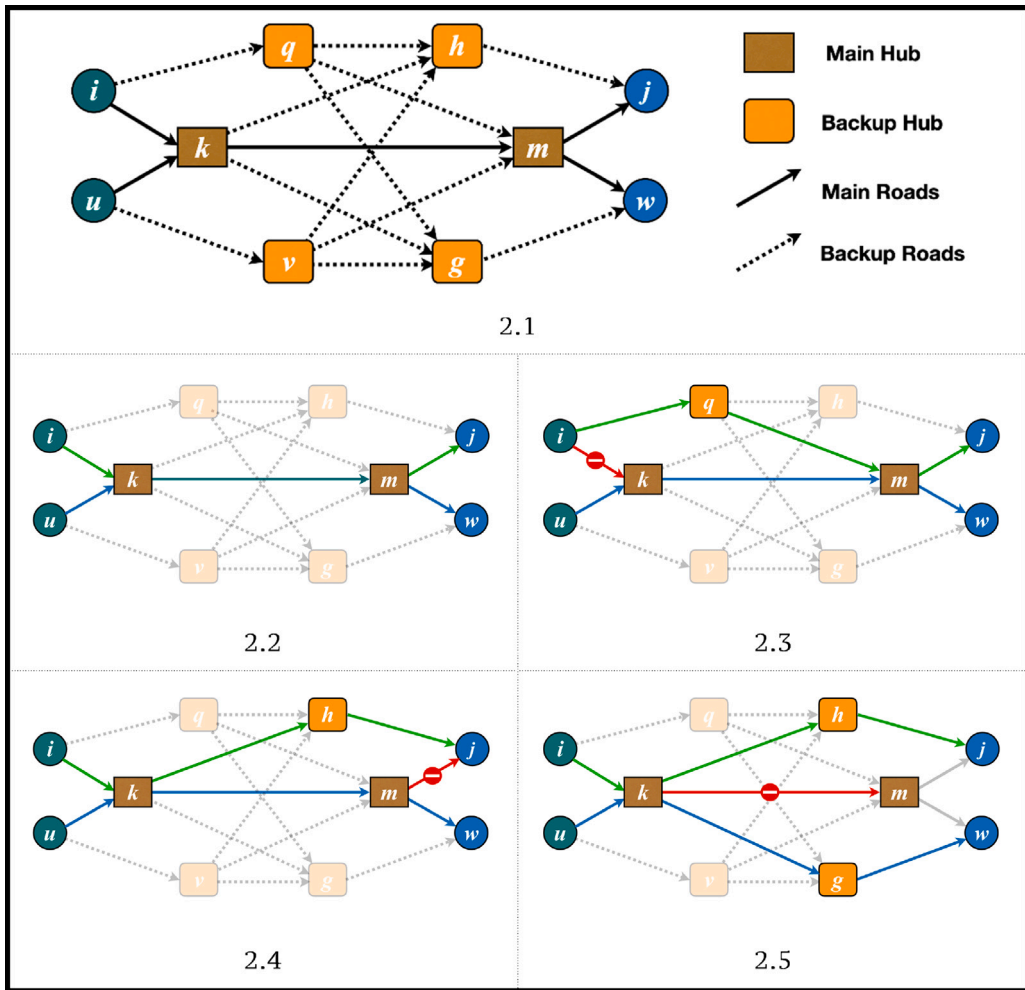 q h
i j
k m
u w
v g
Main Hub
Backup Hub
Main Roads
Backup Roads
2.1
q h
i j
k m
u w
v g
2.2
q h
i j
k m
u w
v g
2.3
q h
i j
k m
u w
v g
2.4
q h
i j
k m
u w
v g
2.5